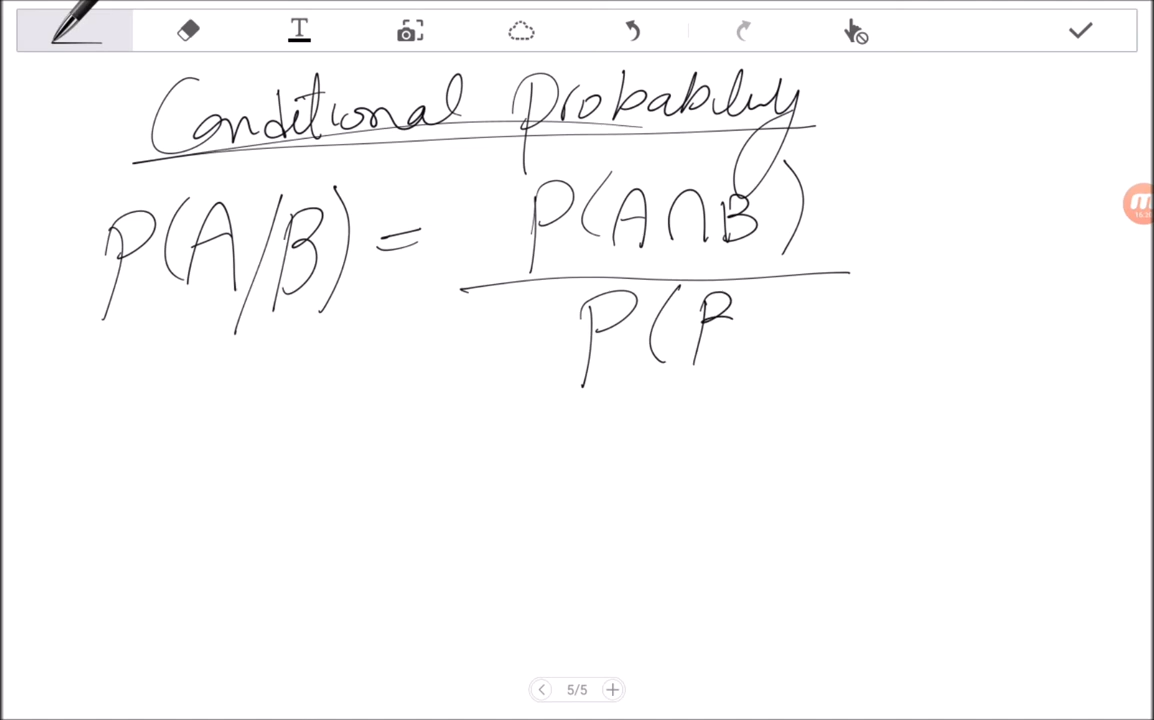 T
Conditional Probability
P(A/B) = P(A∩B)
P(B
5/5